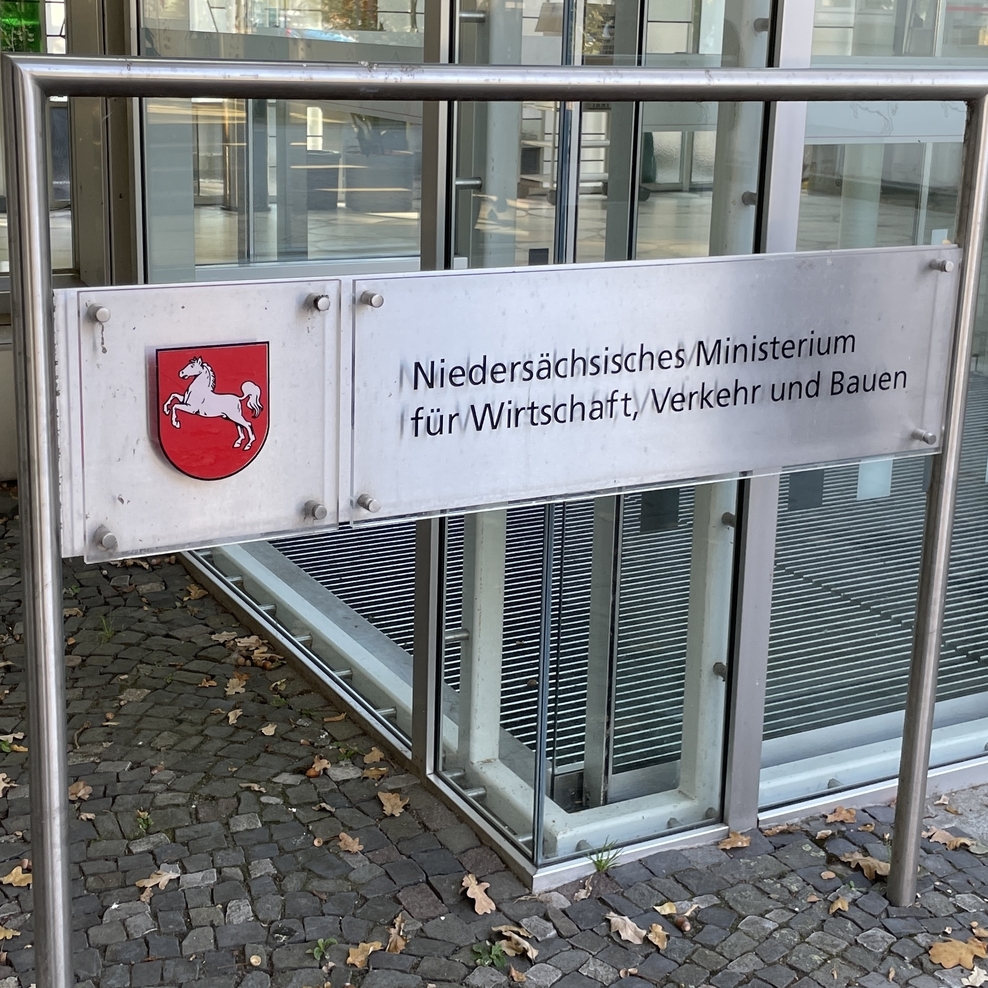 Niedersächsisches Ministerium
für Wirtschaft, Verkehr und Bauen